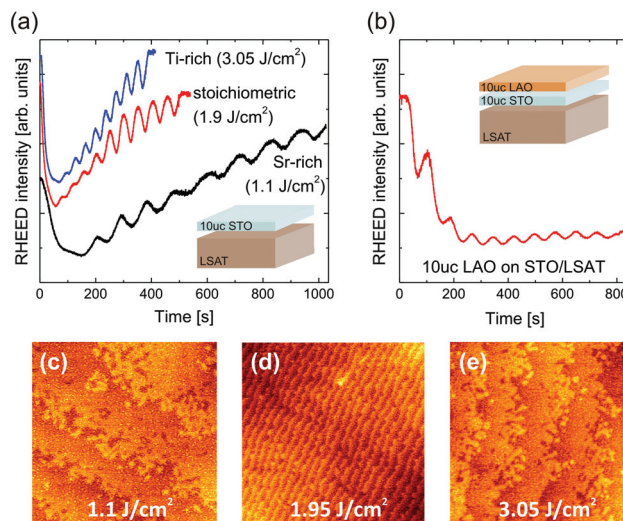 (a)
RHEED intensity [arb. units]
Ti-rich (3.05 J/cm²)
stoichiometric
(1.9 J/cm²)
Sr-rich
(1.1 J/cm²)
10uc STO
LSAT
0 200 400 600 800 1000
Time [s]
(b)
RHEED intensity [arb. units]
10uc LAO
10uc STO
LSAT
10uc LAO on STO/LSAT
0 200 400 600 800
Time [s]
(c)
1.1 J/cm²
(d)
1.95 J/cm²
(e)
3.05 J/cm²